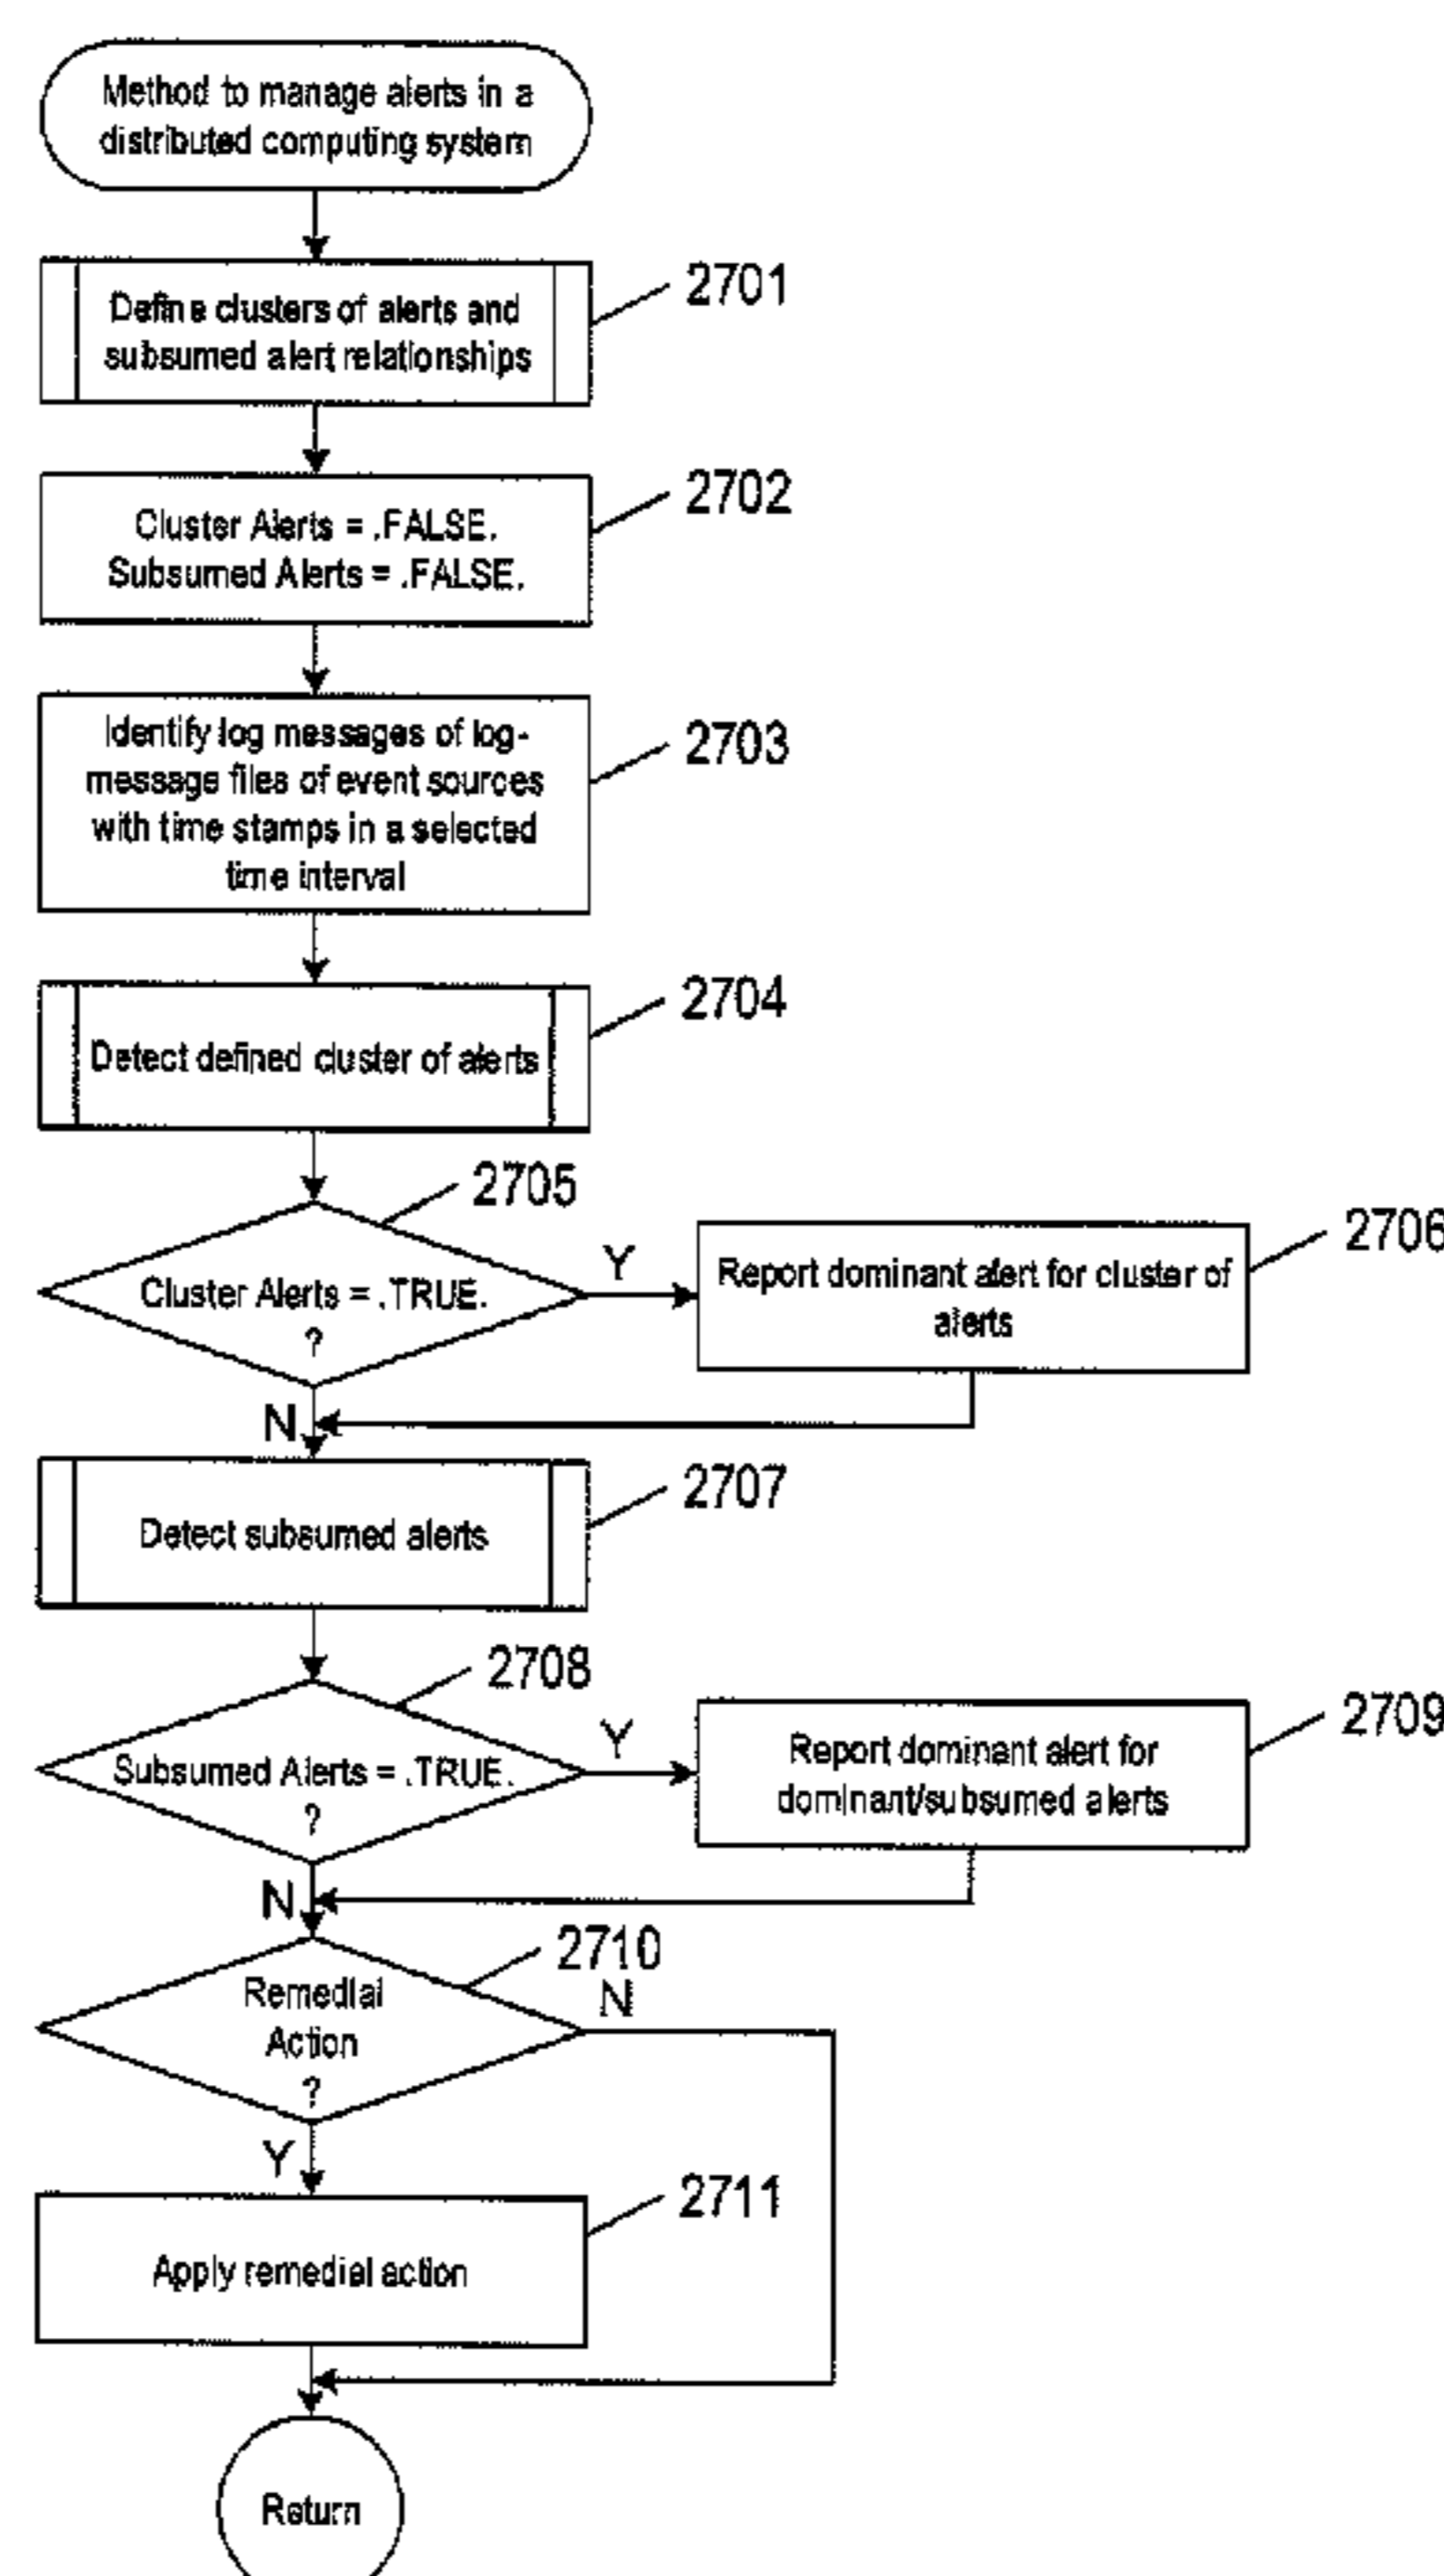 Method to manage alerts in a
distributed computing system
Define clusters of alerts and
subsumed alert relationships
2701
Cluster Alerts = .FALSE.
Subsumed Alerts = .FALSE.
2702
Identify log messages of log-
message files of event sources
with time stamps in a selected
time interval
2703
Detect defined cluster of alerts
2704
2705
Cluster Alerts = .TRUE.
?
Y
Report dominant alert for cluster of
alerts
2706
N
Detect subsumed alerts
2707
2708
Subsumed Alerts = .TRUE.
?
Y
Report dominant alert for
dominant/subsumed alerts
2709
N
2710
Remedial
Action
?
N
Y
Apply remedial action
2711
Return